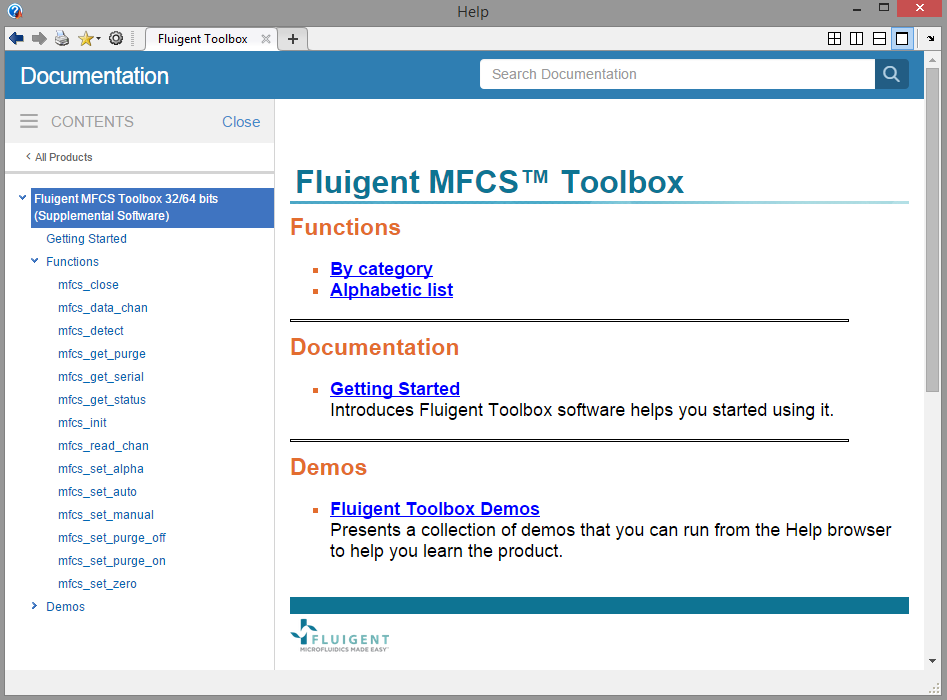 Help
Fluigent Toolbox
Documentation
Search Documentation
CONTENTS
Close
All Products
Fluigent MFCS Toolbox 32/64 bits
(Supplemental Software)
Getting Started
Functions
mfcs_close
mfcs_data_chan
mfcs_detect
mfcs_get_purge
mfcs_get_serial
mfcs_get_status
mfcs_init
mfcs_read_chan
mfcs_set_alpha
mfcs_set_auto
mfcs_set_manual
mfcs_set_purge_off
mfcs_set_purge_on
mfcs_set_zero
Demos
Fluigent MFCS™ Toolbox
Functions
By category
Alphabetic list
Documentation
Getting Started
Introduces Fluigent Toolbox software helps you started using it.
Demos
Fluigent Toolbox Demos
Presents a collection of demos that you can run from the Help browser
to help you learn the product.
FLUIGENT
MICROFLUIDICS MADE EASY